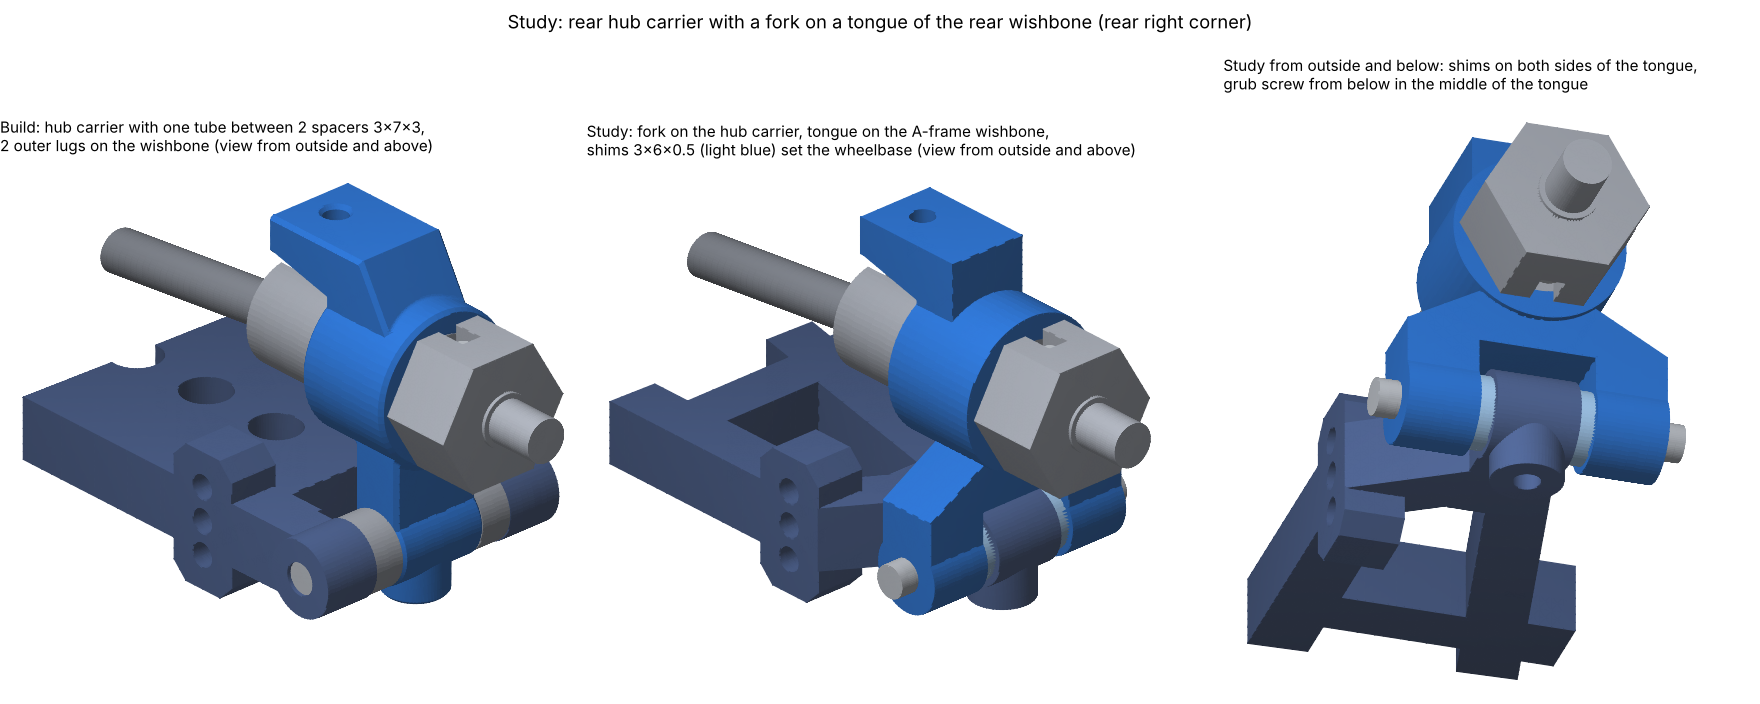 Study: rear hub carrier with a fork on a tongue of the rear wishbone (rear right corner)
Build: hub carrier with one tube between 2 spacers 3×7×3,
2 outer lugs on the wishbone (view from outside and above)
Study: fork on the hub carrier, tongue on the A-frame wishbone,
shims 3×6×0.5 (light blue) set the wheelbase (view from outside and above)
Study from outside and below: shims on both sides of the tongue,
grub screw from below in the middle of the tongue